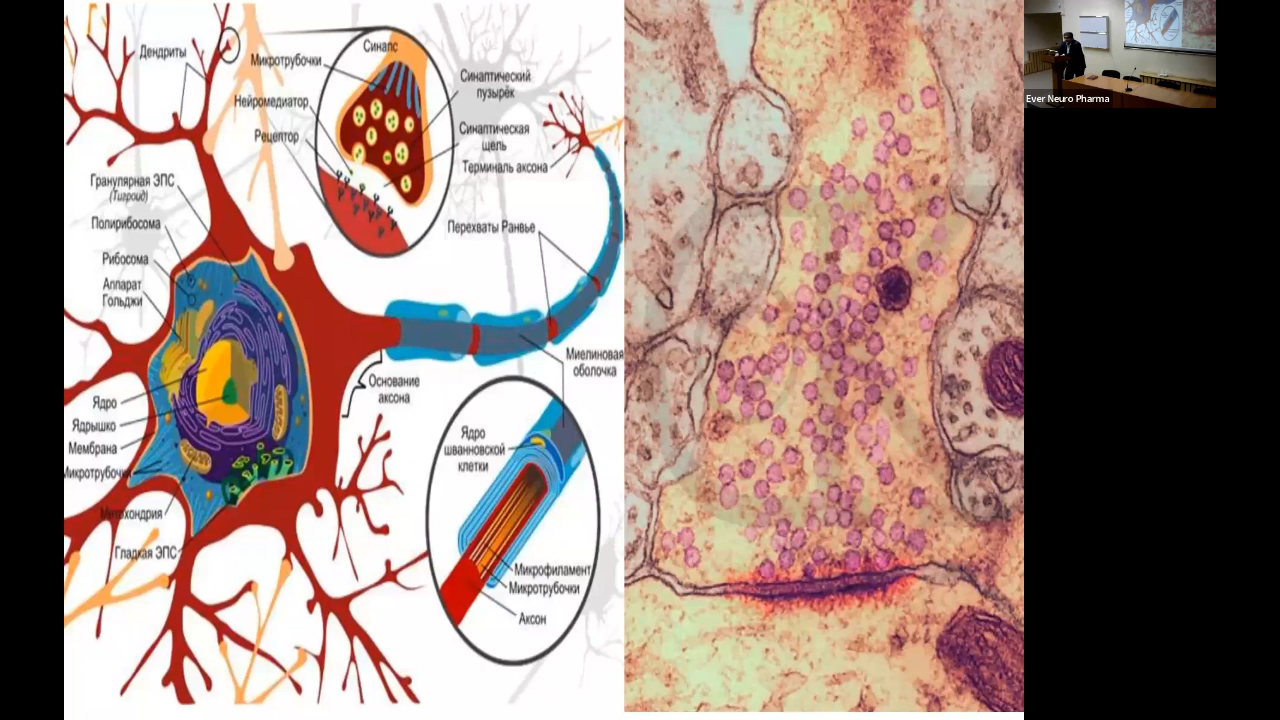 Дендриты
Микротрубочки
Синапс
Синаптический
пузырёк
Нейромедиатор
Рецептор
Синаптическая
щель
Терминаль аксона
Гранулярная ЭПС
(Тигроид)
Полирибосома
Рибосома
Аппарат
Гольджи
Перехваты Ранвье
Миелиновая
оболочка
Основание
аксона
Ядро
Ядрышко
Мембрана
Микротрубочки
Митохондрия
Гладкая ЭПС
Ядро
шванновской
клетки
Микрофиламент
Микротрубочки
Аксон
Ever Neuro Pharma